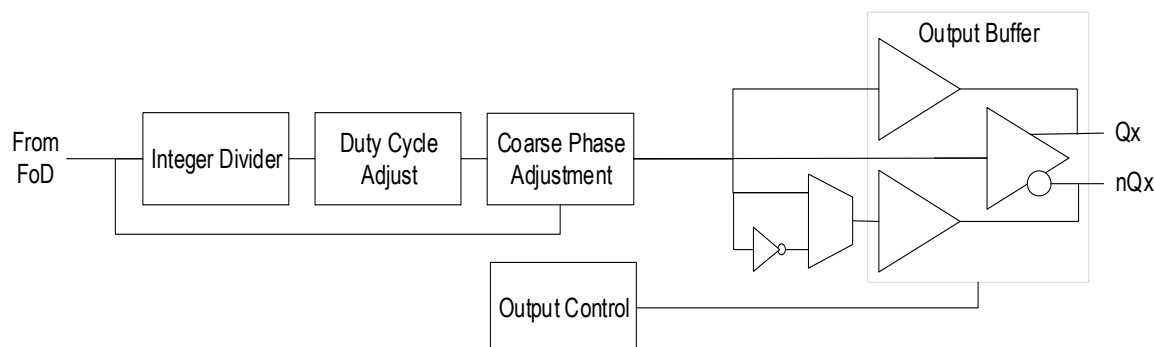 Output Buffer
From
FoD
Integer Divider
Duty Cycle
Adjust
Coarse Phase
Adjustment
Qx
nQx
Output Control